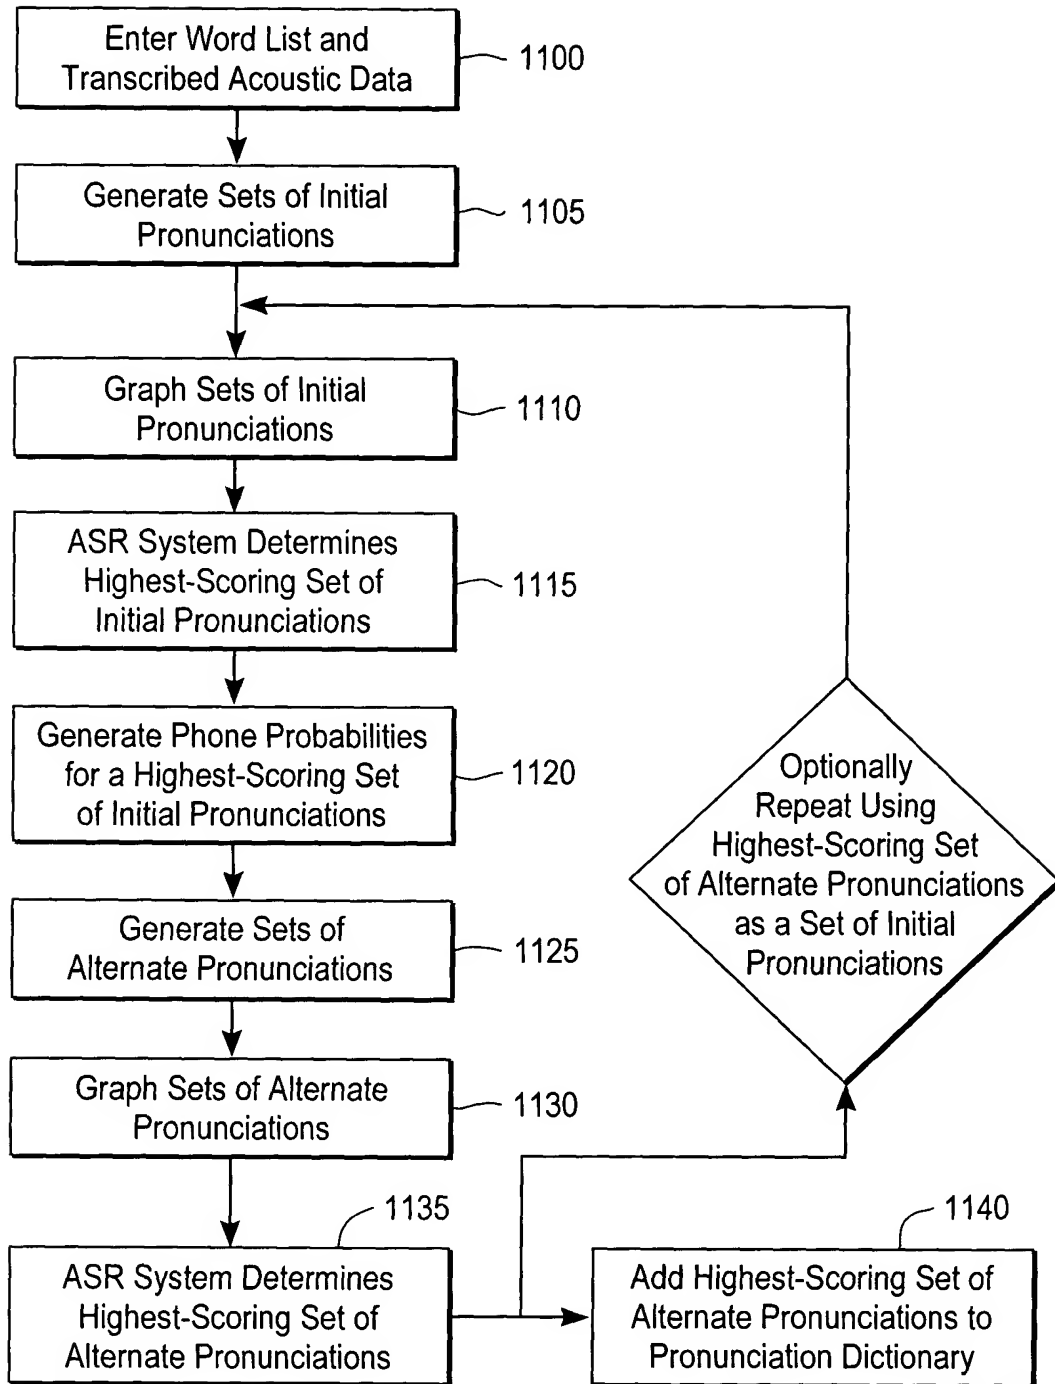 Enter Word List and
Transcribed Acoustic Data
1100
Generate Sets of Initial
Pronunciations
1105
Graph Sets of Initial
Pronunciations
1110
ASR System Determines
Highest-Scoring Set of
Initial Pronunciations
1115
Generate Phone Probabilities
for a Highest-Scoring Set
of Initial Pronunciations
1120
Generate Sets of
Alternate Pronunciations
1125
Graph Sets of Alternate
Pronunciations
1130
ASR System Determines
Highest-Scoring Set of
Alternate Pronunciations
1135
Optionally
Repeat Using
Highest-Scoring Set
of Alternate Pronunciations
as a Set of Initial
Pronunciations
Add Highest-Scoring Set of
Alternate Pronunciations to
Pronunciation Dictionary
1140